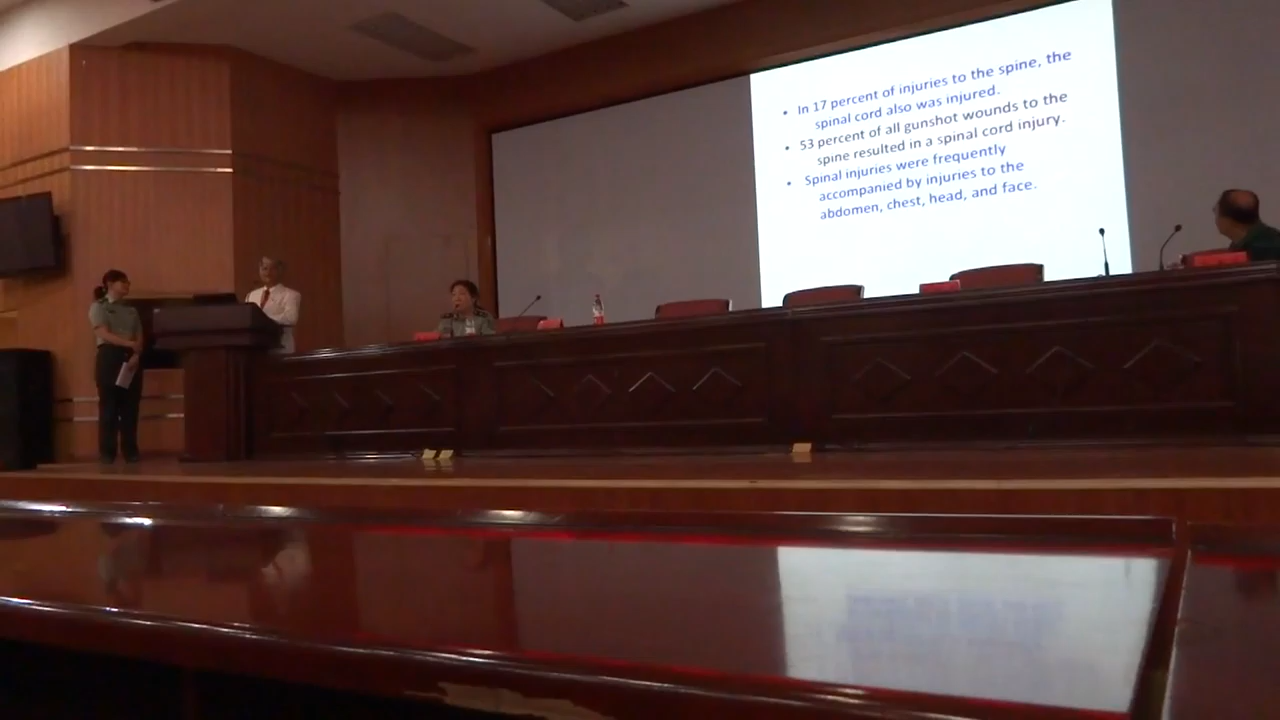 • In 17 percent of injuries to the spine, the
spinal cord also was injured.
• 53 percent of all gunshot wounds to the
spine resulted in a spinal cord injury.
• Spinal injuries were frequently
accompanied by injuries to the
abdomen, chest, head, and face.